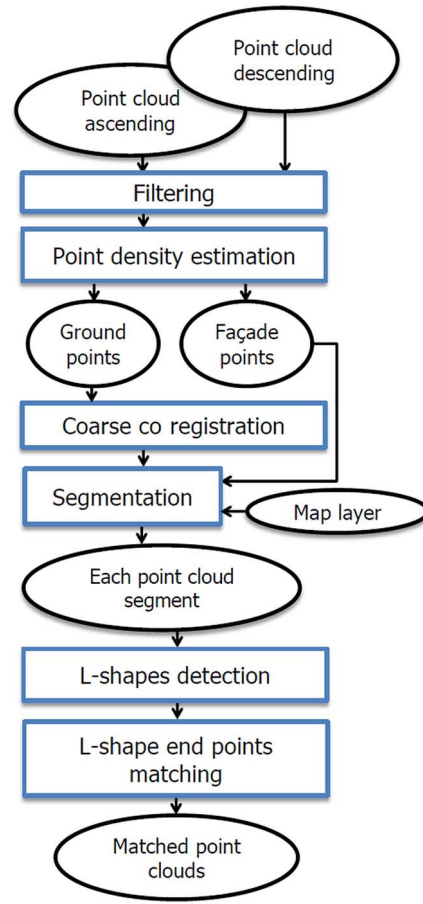 Point cloud
descending
Point cloud
ascending
Filtering
Point density estimation
Ground
points
Façade
points
Coarse co registration
Segmentation
Map layer
Each point cloud
segment
L-shapes detection
L-shape end points
matching
Matched point
clouds